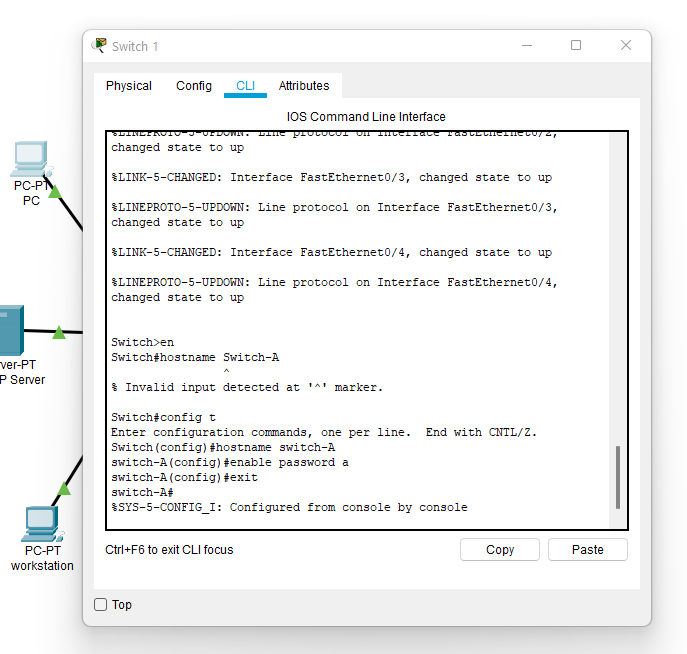 Switch 1
Physical Config CLI Attributes
IOS Command Line Interface
%LINEPROTO-5-UPDOWN: Line protocol on Interface FastEthernet0/2,
changed state to up
%LINK-5-CHANGED: Interface FastEthernet0/3, changed state to up
%LINEPROTO-5-UPDOWN: Line protocol on Interface FastEthernet0/3,
changed state to up
%LINK-5-CHANGED: Interface FastEthernet0/4, changed state to up
%LINEPROTO-5-UPDOWN: Line protocol on Interface FastEthernet0/4,
changed state to up
Switch>en
Switch#hostname Switch-A
^
% Invalid input detected at '^' marker.
Switch#config t
Enter configuration commands, one per line. End with CNTL/Z.
Switch(config)#hostname switch-A
switch-A(config)#enable password a
switch-A(config)#exit
switch-A#
%SYS-5-CONFIG_I: Configured from console by console
Ctrl+F6 to exit CLI focus
Copy Paste
Top
PC-PT
PC
ver-PT
P Server
PC-PT
workstation